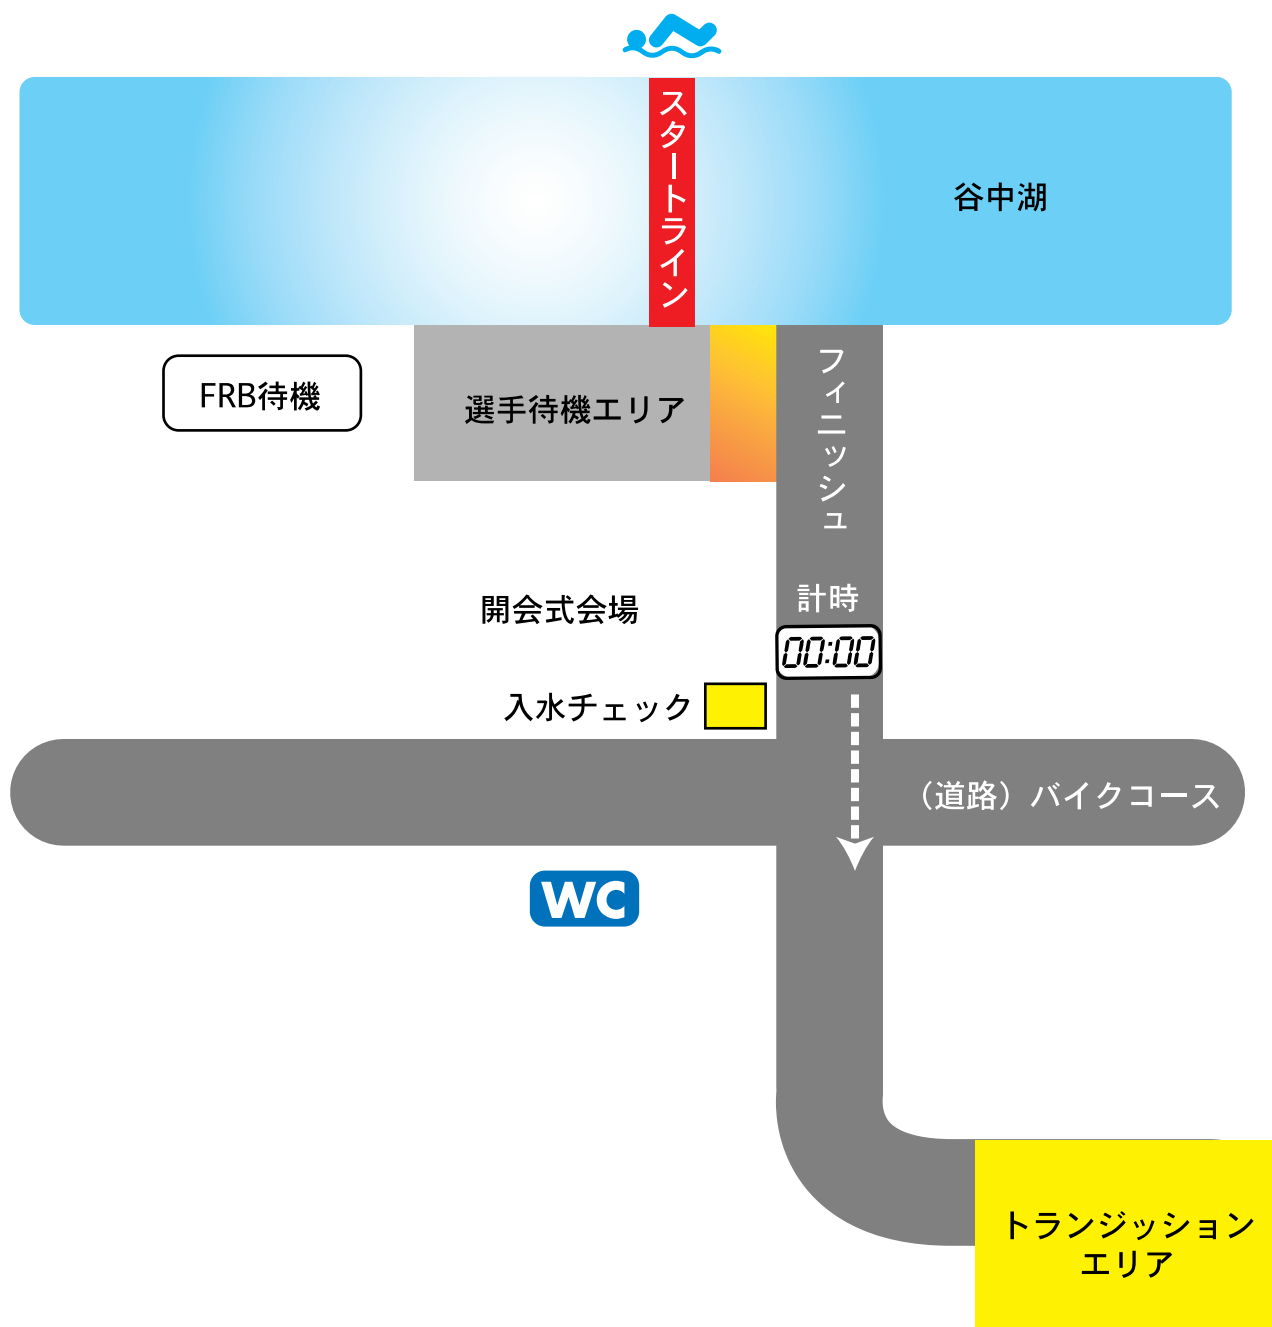 スタートライン
谷中湖
FRB待機
選手待機エリア
フィニッシュ
計時
00:00
開会式会場
入水チェック
（道路）バイクコース
WC
トランジッション
エリア